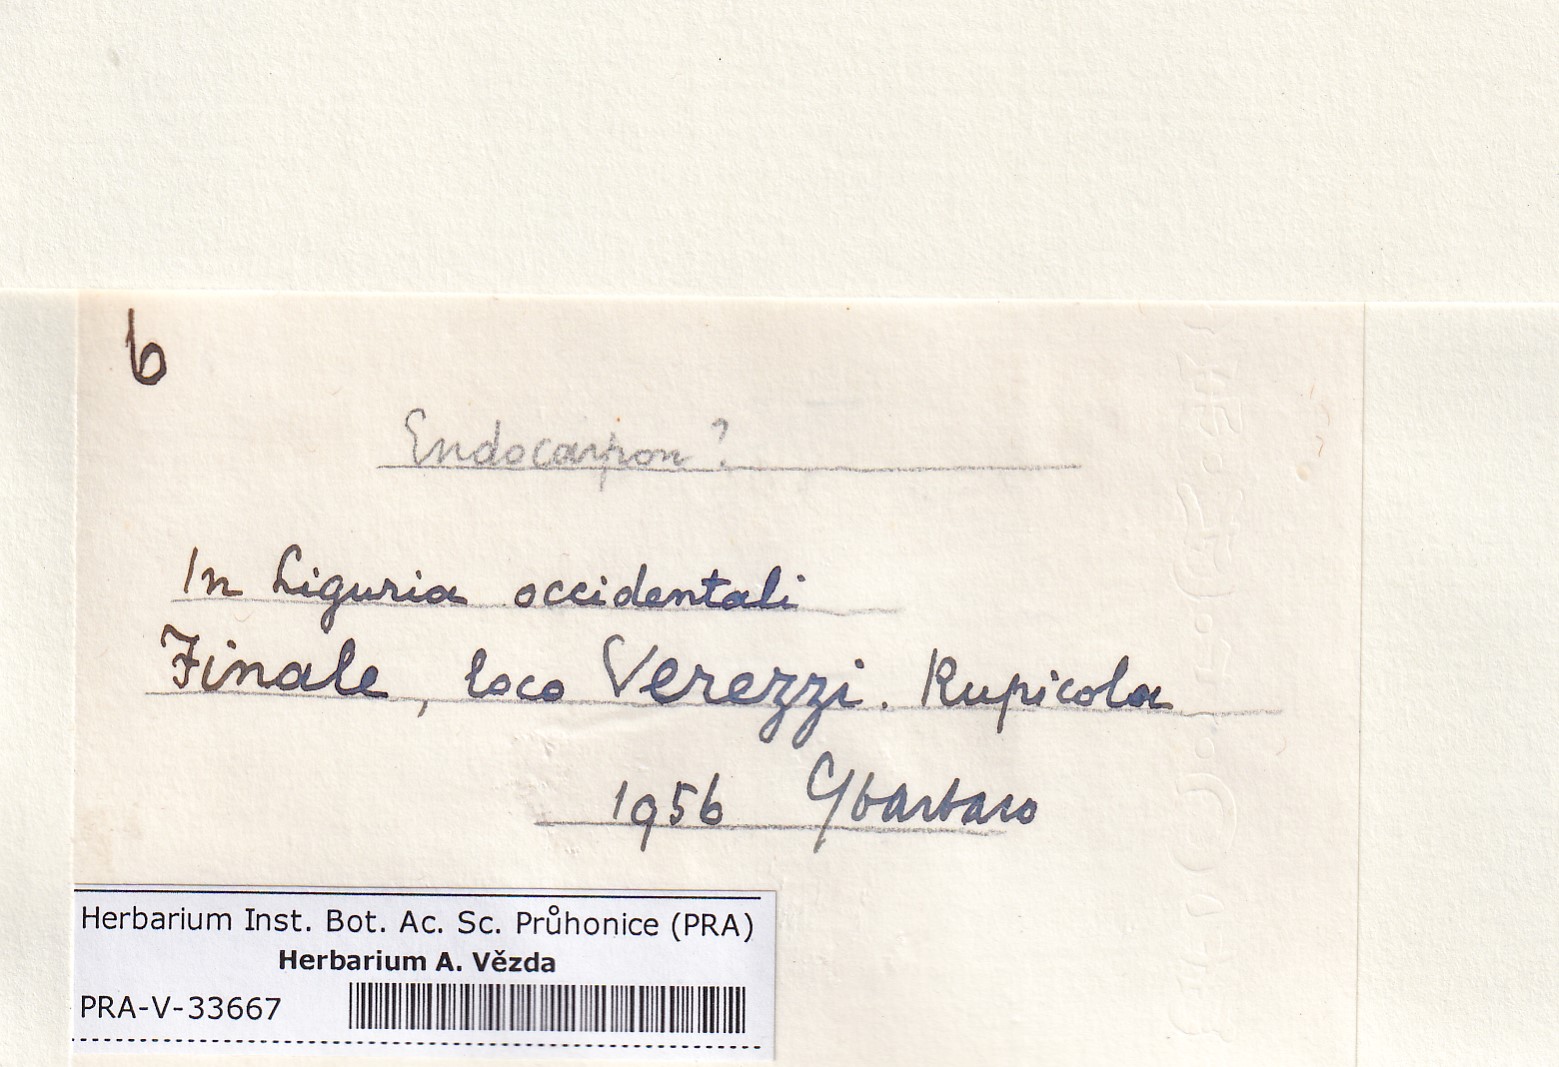 6
Endocarpon?
In Liguria occidentali
Finale, loco Verezzi. Rupicola
1956 Sbarbaro
Herbarium Inst. Bot. Ac. Sc. Průhonice (PRA)
Herbarium A. Vězda
PRA-V-33667